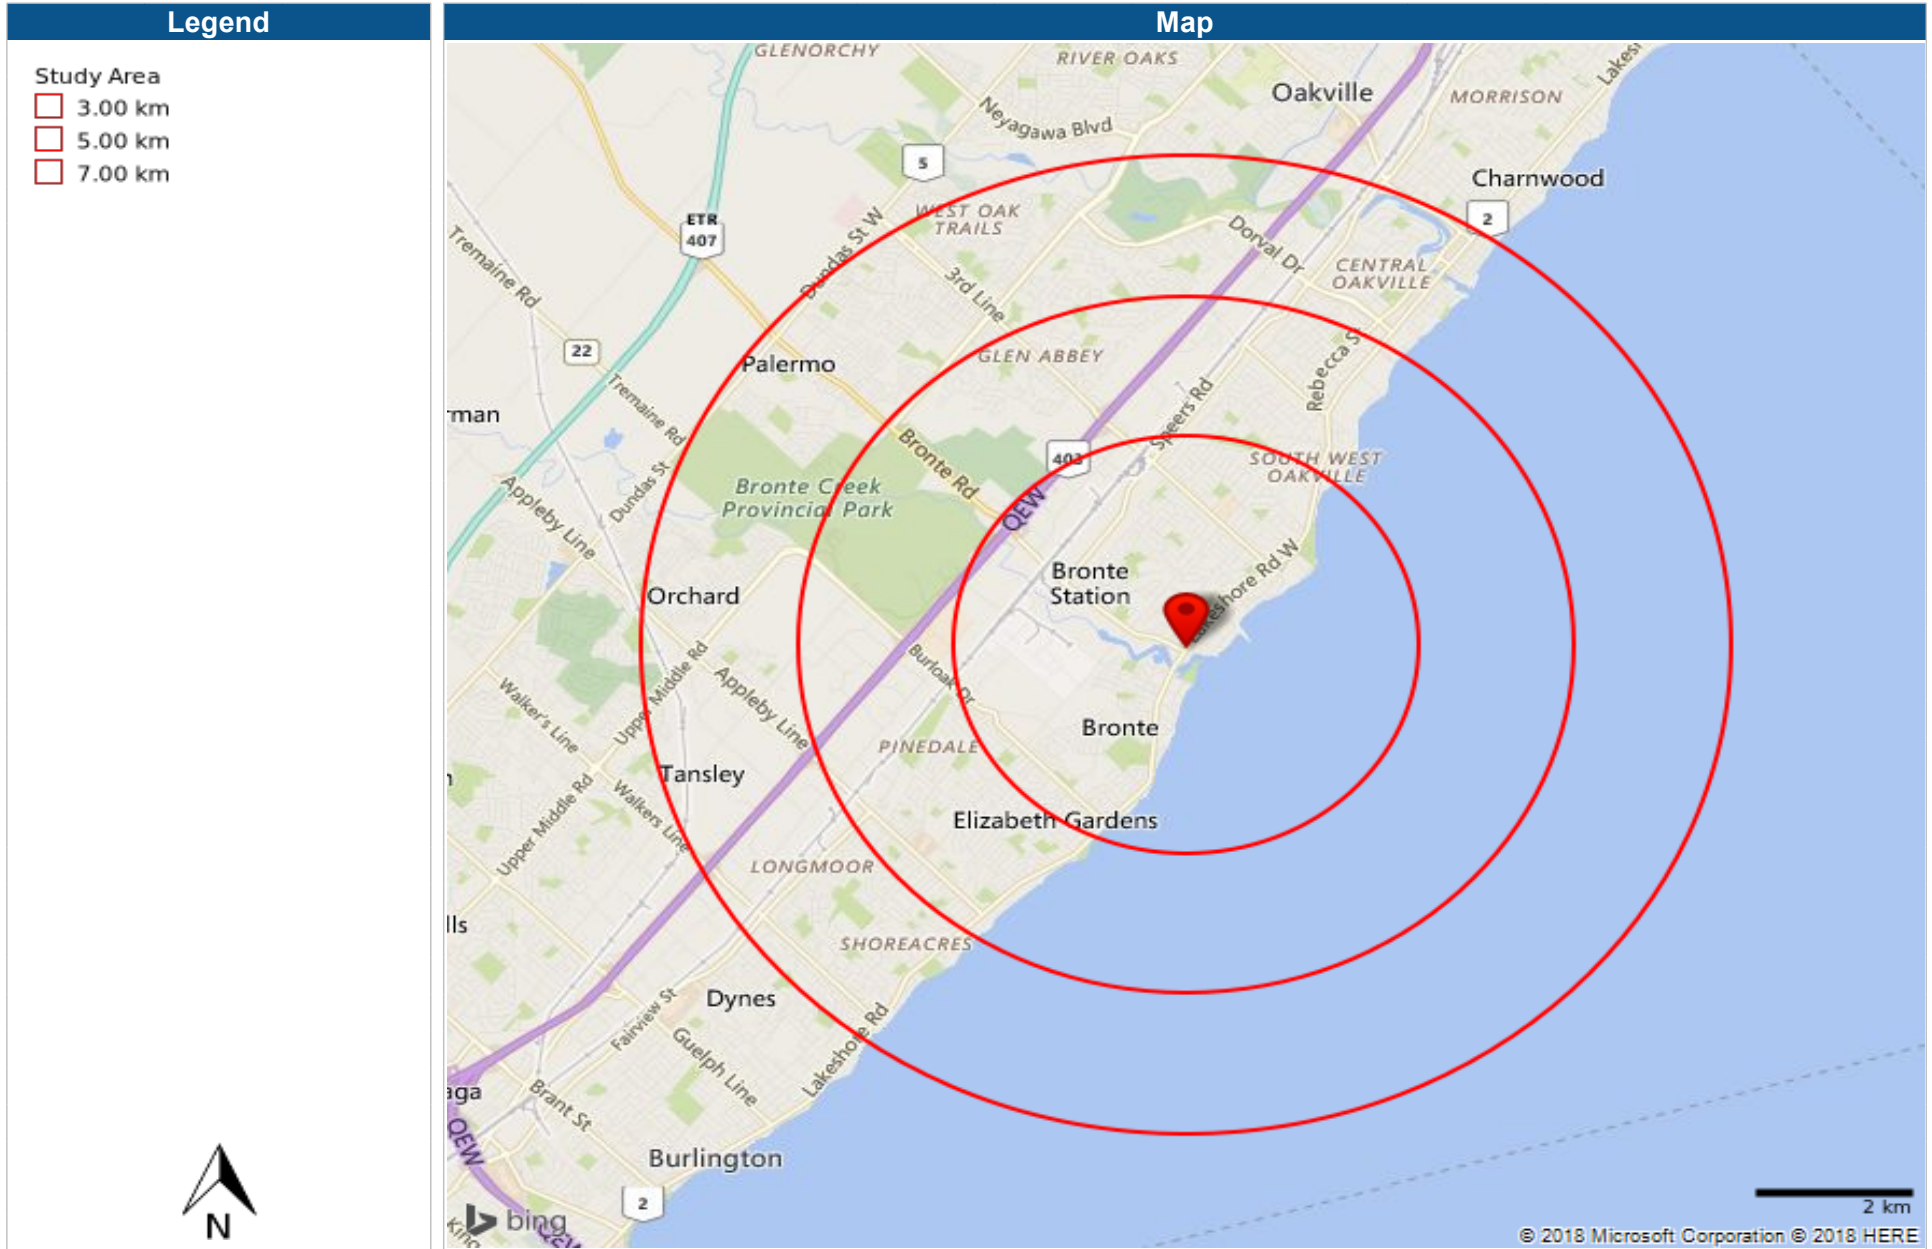 Legend
Map
Study Area
3.00 km
5.00 km
7.00 km
N
GLENORCHY
RIVER OAKS
Lakes
Oakville
MORRISON
Neyagawa Blvd
5
Charnwood
2
WEST OAK
TRAILS
ETR
407
Dundas St W
Tremaine Rd
Dorval Dr
CENTRAL
OAKVILLE
3rd Line
22
Palermo
GLEN ABBEY
Rebecca St
Tremaine Rd
rman
Speers Rd
Bronte Rd
403
SOUTH WEST
OAKVILLE
Dundas St
Bronte Creek
Provincial Park
QEW
Appleby Line
Bronte
Station
Lakeshore Rd W
Orchard
Burloak Dr
Upper Middle Rd
Appleby Line
Walker's Line
Bronte
PINEDALE
Tansley
Walkers Line
Upper Middle Rd
Elizabeth Gardens
LONGMOOR
lls
SHOREACRES
Dynes
Fairview St
Guelph Line
Lakeshore Rd
aga
Brant St
QEW
Burlington
2
bing
QEW
King
2 km
© 2018 Microsoft Corporation © 2018 HERE